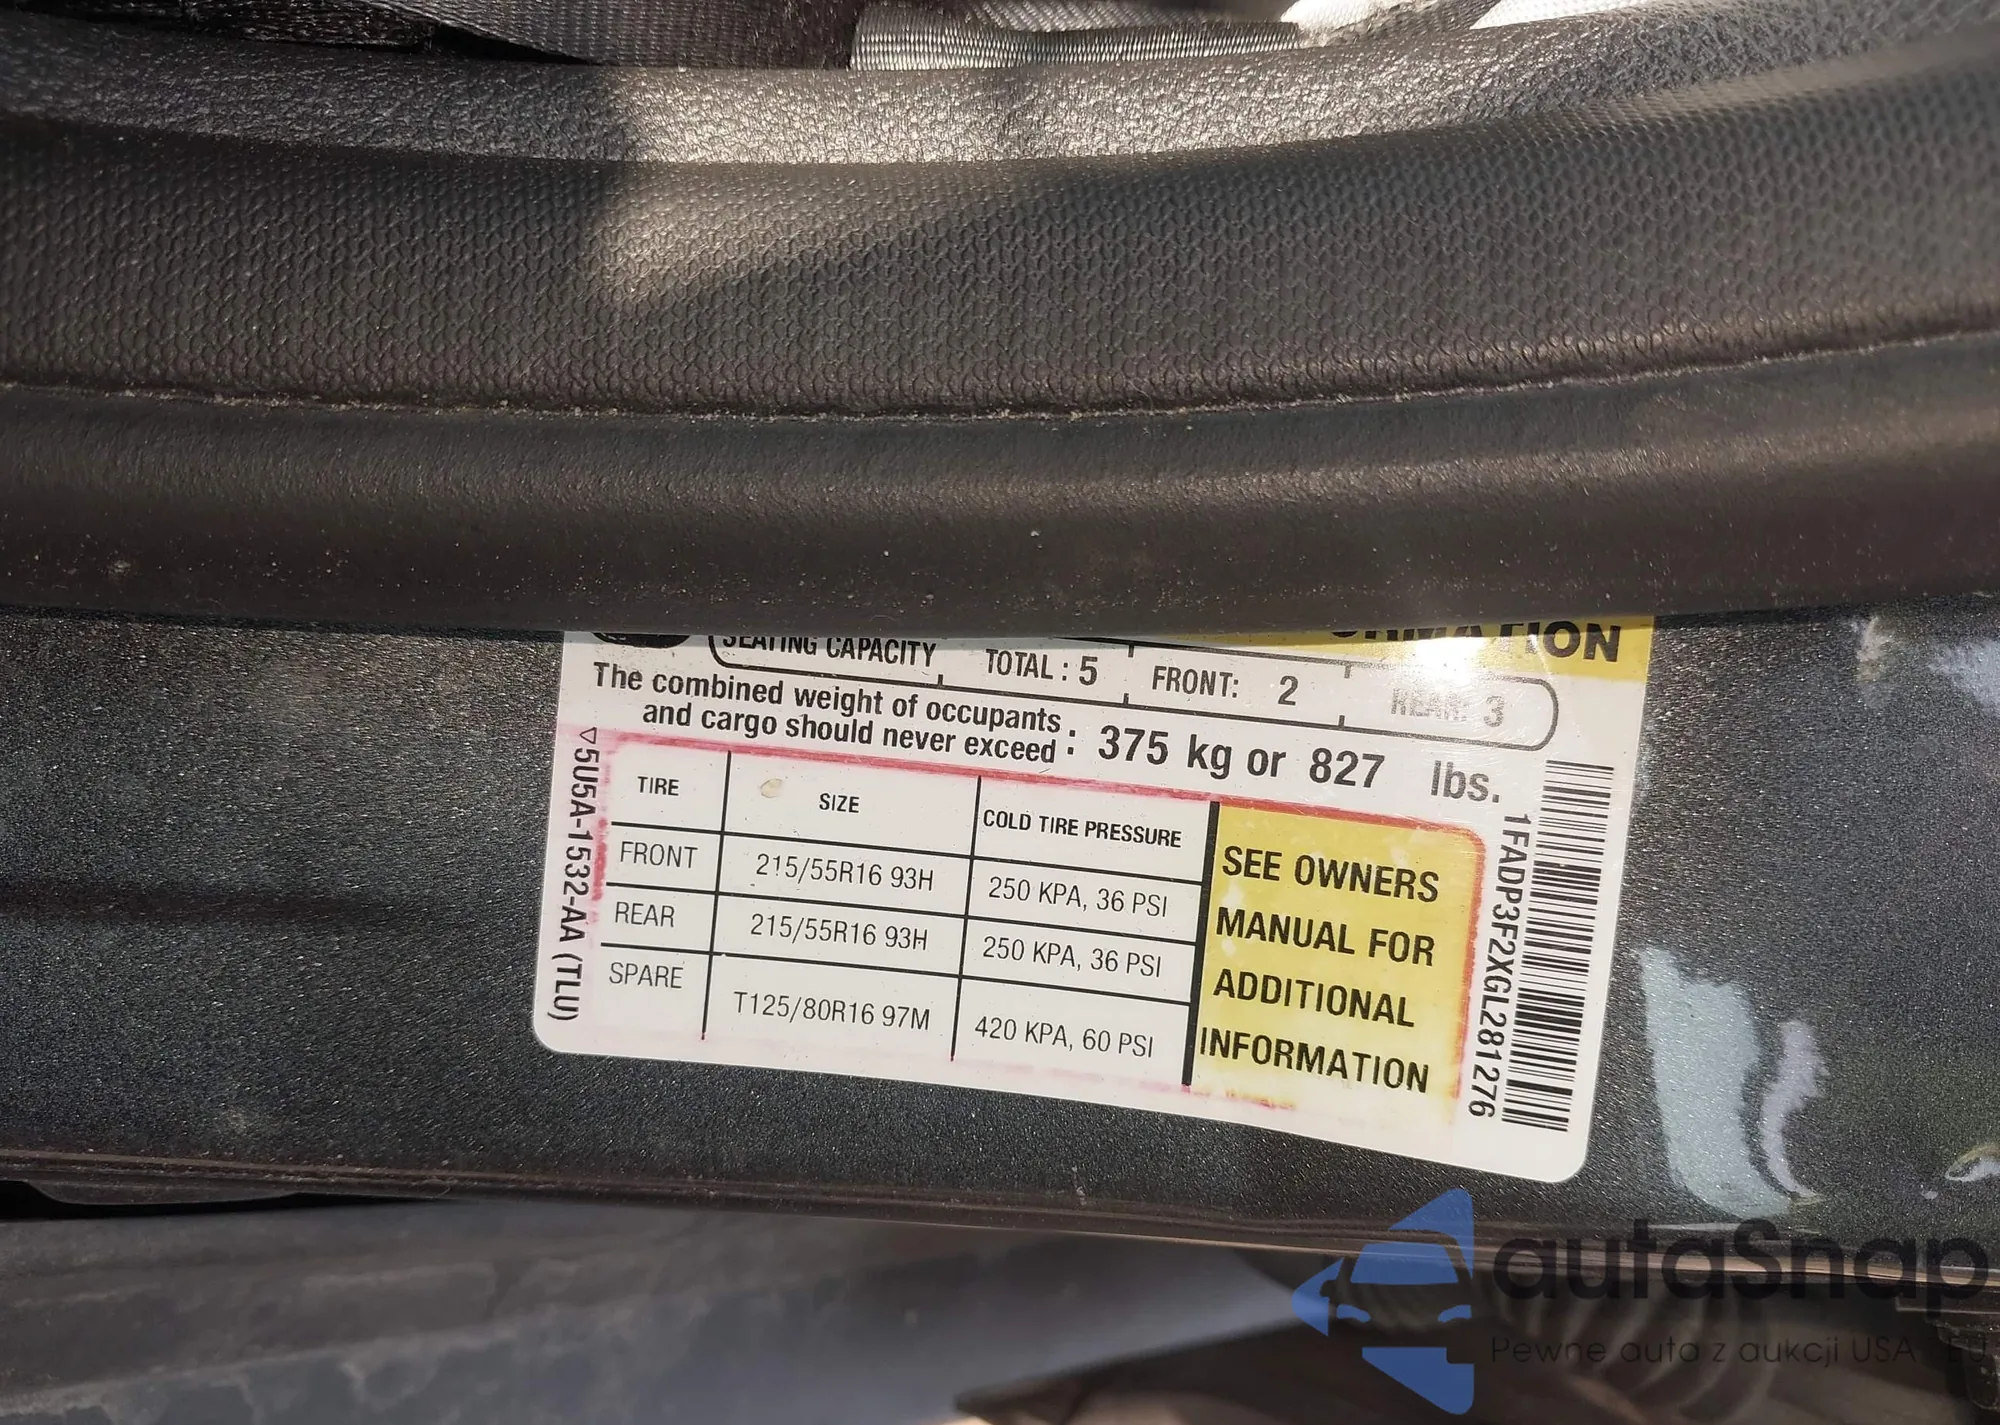 ORMATION
SEATING CAPACITY TOTAL : 5 FRONT: 2 REAR: 3
The combined weight of occupants
and cargo should never exceed : 375 kg or 827 lbs.
TIRE SIZE COLD TIRE PRESSURE
FRONT 215/55R16 93H 250 KPA, 36 PSI
REAR 215/55R16 93H 250 KPA, 36 PSI
SPARE T125/80R16 97M 420 KPA, 60 PSI
SEE OWNERS
MANUAL FOR
ADDITIONAL
INFORMATION
5U5A-1532-AA (TLU)
1FADP3F2XGL281276
autaSnap
Pewne auta z aukcji USA EU